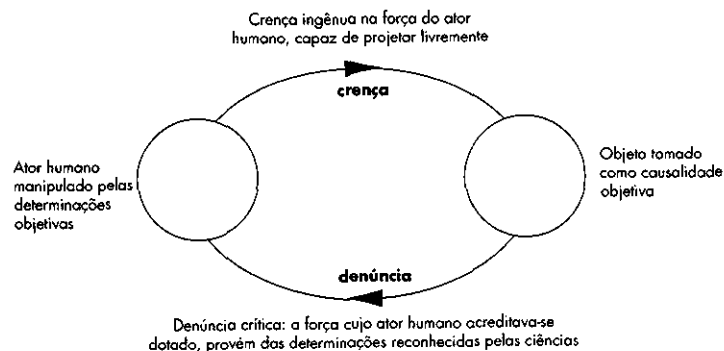 Crença ingênua na força do ator
humano, capaz de projetar livremente
crença
Ator humano
manipulado pelas
determinações
objetivas
Objeto tomado
como causalidade
objetiva
denúncia
Denúncia crítica: a força cujo ator humano acreditava-se
dotado, provém das determinações reconhecidas pelas ciências